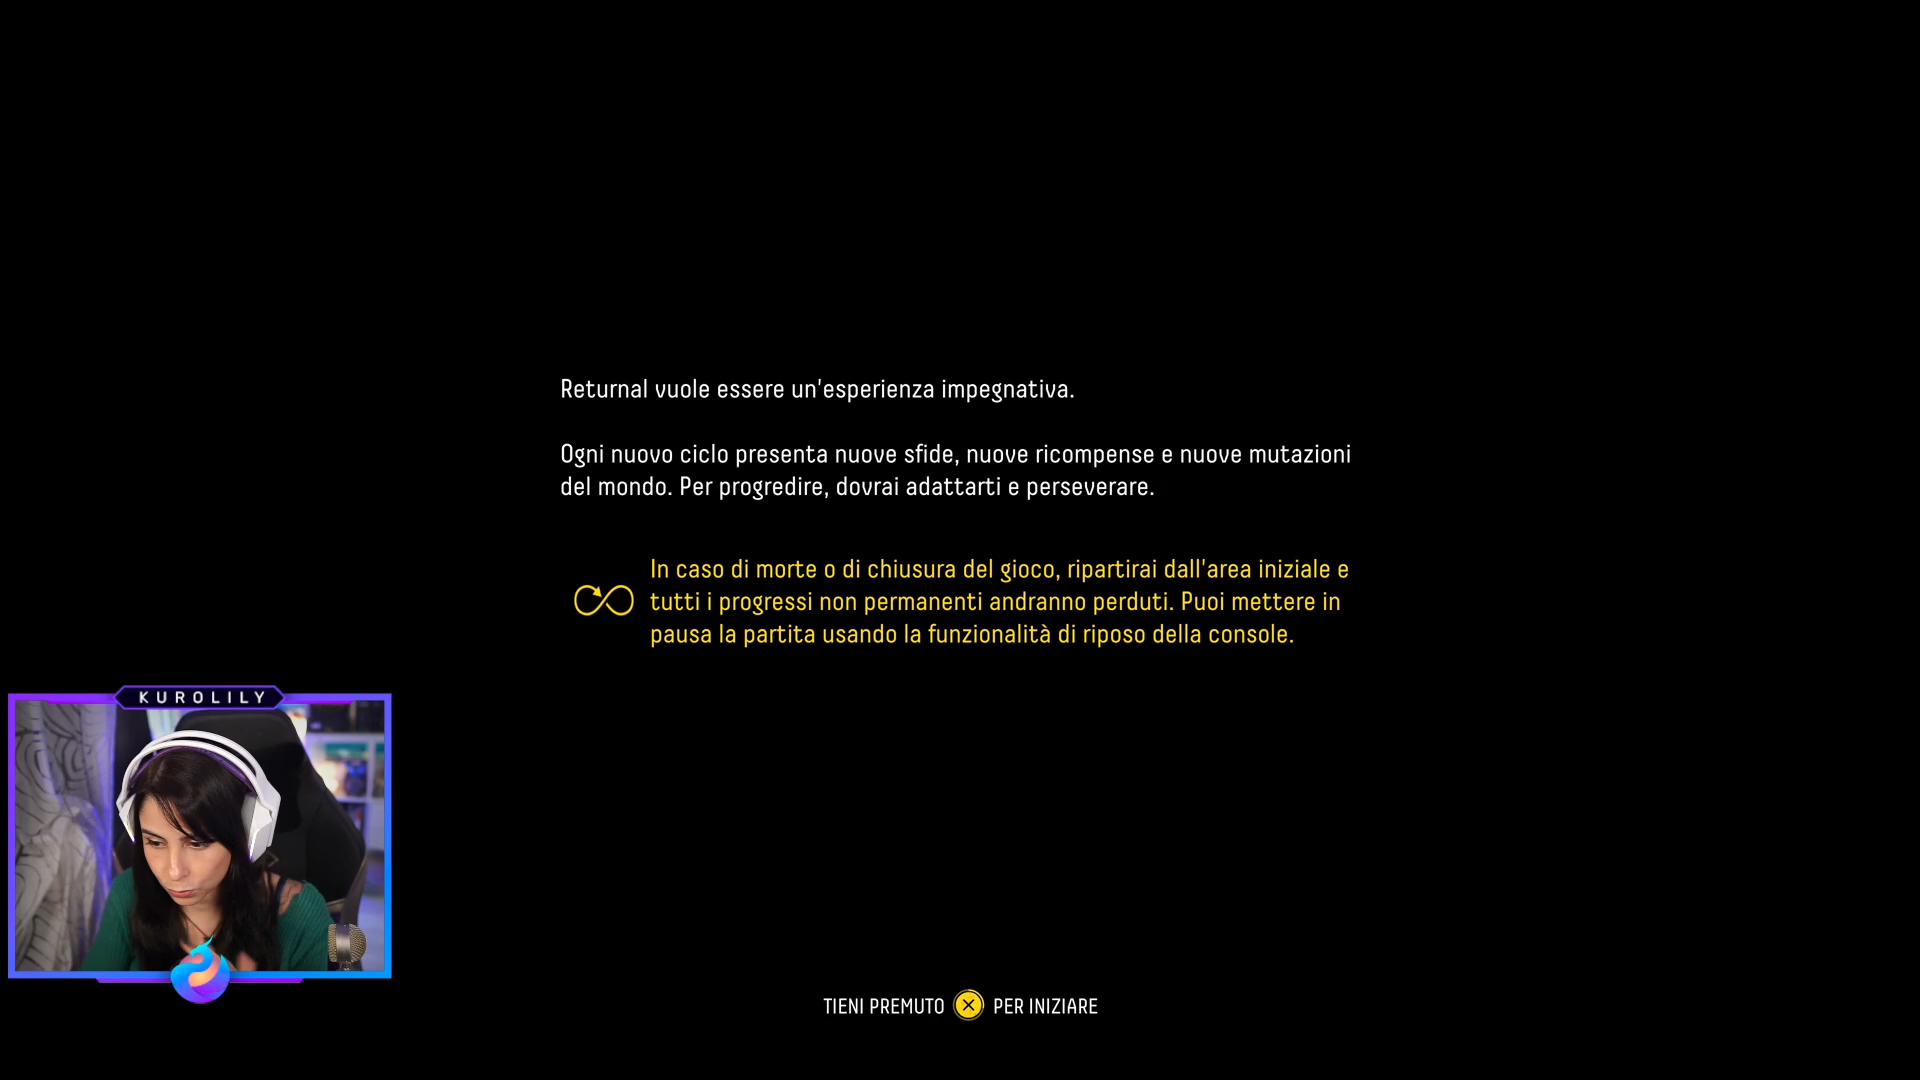 Returnal vuole essere un'esperienza impegnativa.
Ogni nuovo ciclo presenta nuove sfide, nuove ricompense e nuove mutazioni
del mondo. Per progredire, dovrai adattarti e perseverare.
In caso di morte o di chiusura del gioco, ripartirai dall'area iniziale e
tutti i progressi non permanenti andranno perduti. Puoi mettere in
pausa la partita usando la funzionalità di riposo della console.
KUROLILY
TIENI PREMUTO ✕ PER INIZIARE